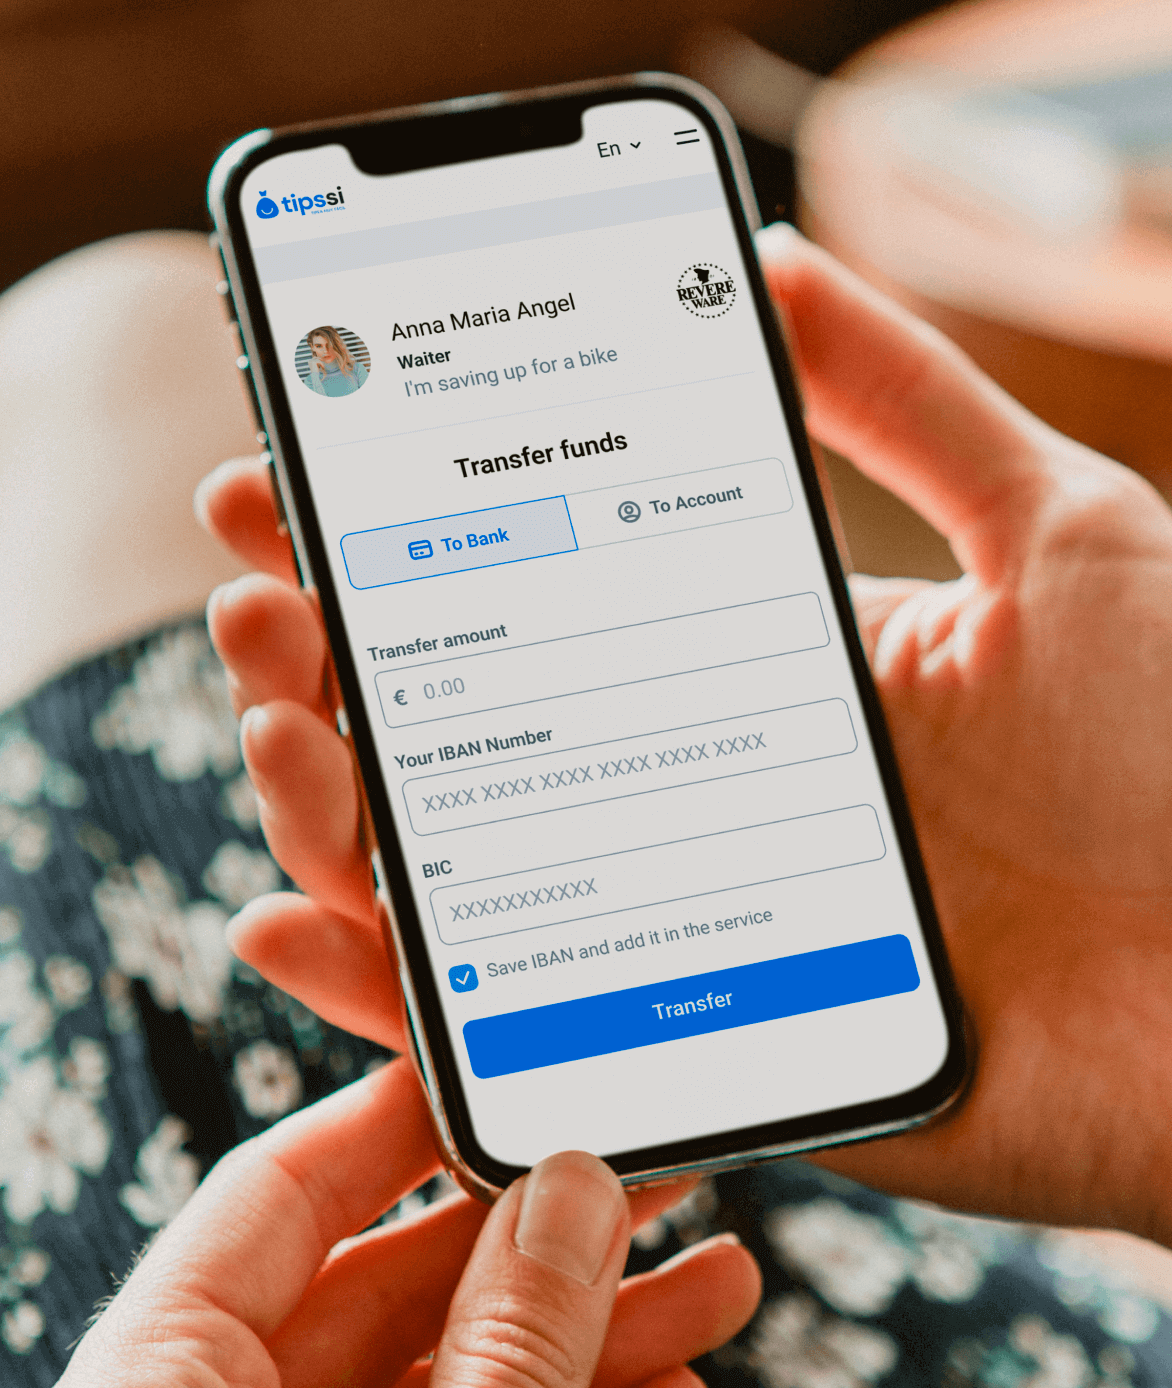 En
tipssi
Anna Maria Angel
Waiter
I'm saving up for a bike
REVERE
WARE
Transfer funds
To Bank
To Account
Transfer amount
€ 0.00
Your IBAN Number
XXXX XXXX XXXX XXXX XXXX XXXX
BIC
XXXXXXXXXXX
Save IBAN and add it in the service
Transfer